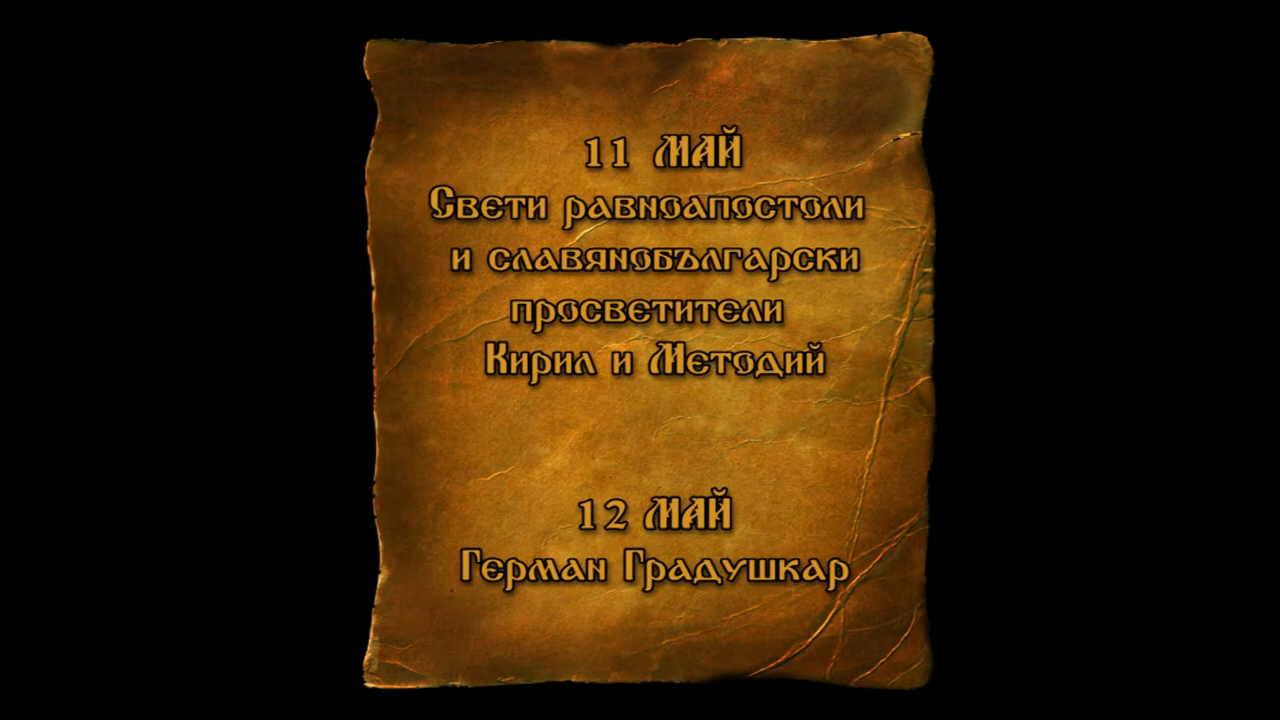 11 МАЙ
Свети равноапостоли
и славянобългарски
просветители
Кирил и Методий
12 МАЙ
Герман Градушкар